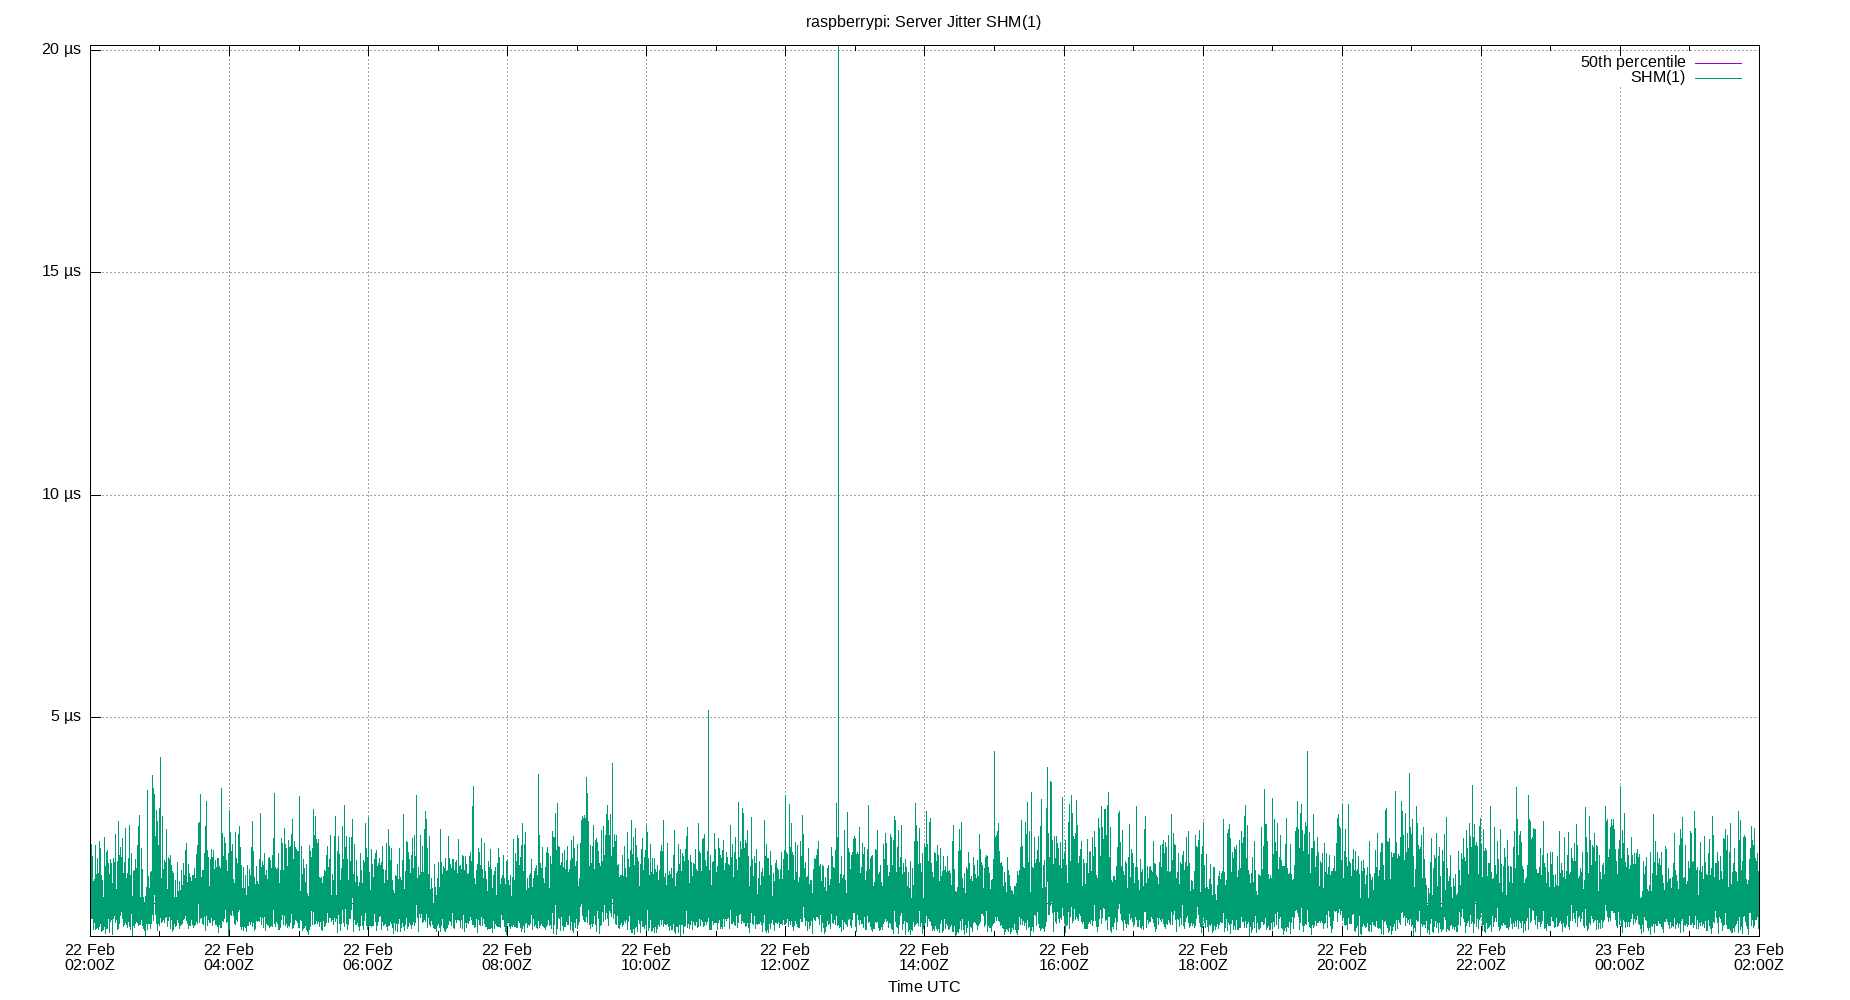 raspberrypi: Server Jitter SHM(1)
20 µs
50th percentile
SHM(1)
15 µs
10 µs
5 µs
22 Feb 22 Feb 22 Feb 22 Feb 22 Feb 22 Feb 22 Feb 22 Feb 22 Feb 22 Feb 22 Feb 23 Feb 23 Feb
02:00Z 04:00Z 06:00Z 08:00Z 10:00Z 12:00Z 14:00Z 16:00Z 18:00Z 20:00Z 22:00Z 00:00Z 02:00Z
Time UTC